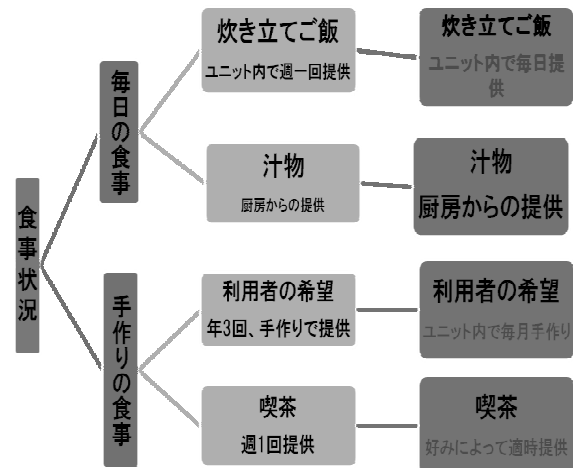 食事状況
毎日の食事
炊き立てご飯
ユニット内で週一回提供
炊き立てご飯
ユニット内で毎日提
供
汁物
厨房からの提供
汁物
厨房からの提供
手作りの食事
利用者の希望
年3回、手作りで提供
利用者の希望
ユニット内で毎月手作り
喫茶
週1回提供
喫茶
好みによって適時提供